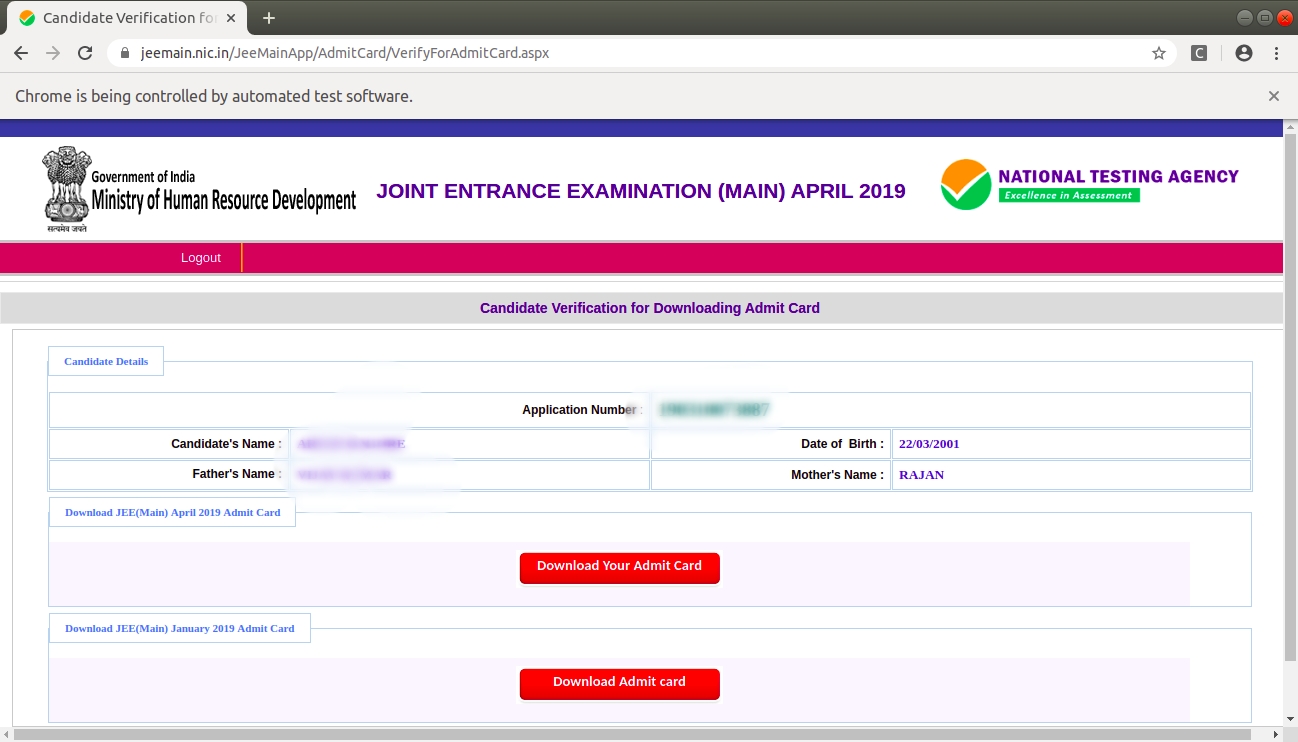 Candidate Verification for
jeemain.nic.in/JeeMainApp/AdmitCard/VerifyForAdmitCard.aspx
C
Chrome is being controlled by automated test software.
Government of India
Ministry of Human Resource Development
सत्यमेव जयते
JOINT ENTRANCE EXAMINATION (MAIN) APRIL 2019
NATIONAL TESTING AGENCY
Excellence in Assessment
Logout
Candidate Verification for Downloading Admit Card
Candidate Details
Application Number :
Candidate's Name :
Date of Birth : 22/03/2001
Father's Name :
Mother's Name : RAJAN
Download JEE(Main) April 2019 Admit Card
Download Your Admit Card
Download JEE(Main) January 2019 Admit Card
Download Admit card